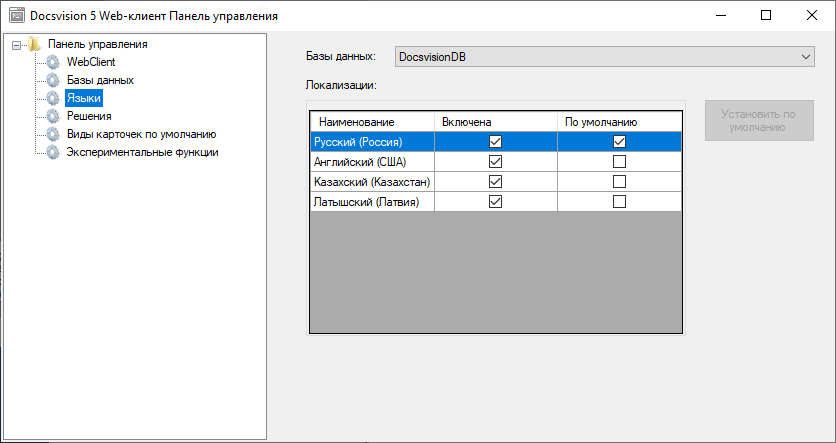 Docsvision 5 Web-клиент Панель управления
Панель управления
WebClient
Базы данных
Языки
Решения
Виды карточек по умолчанию
Экспериментальные функции
Базы данных: DocsvisionDB
Локализации:
Наименование Включена По умолчанию
Русский (Россия)
Английский (США)
Казахский (Казахстан)
Латышский (Латвия)
Установить по
умолчанию